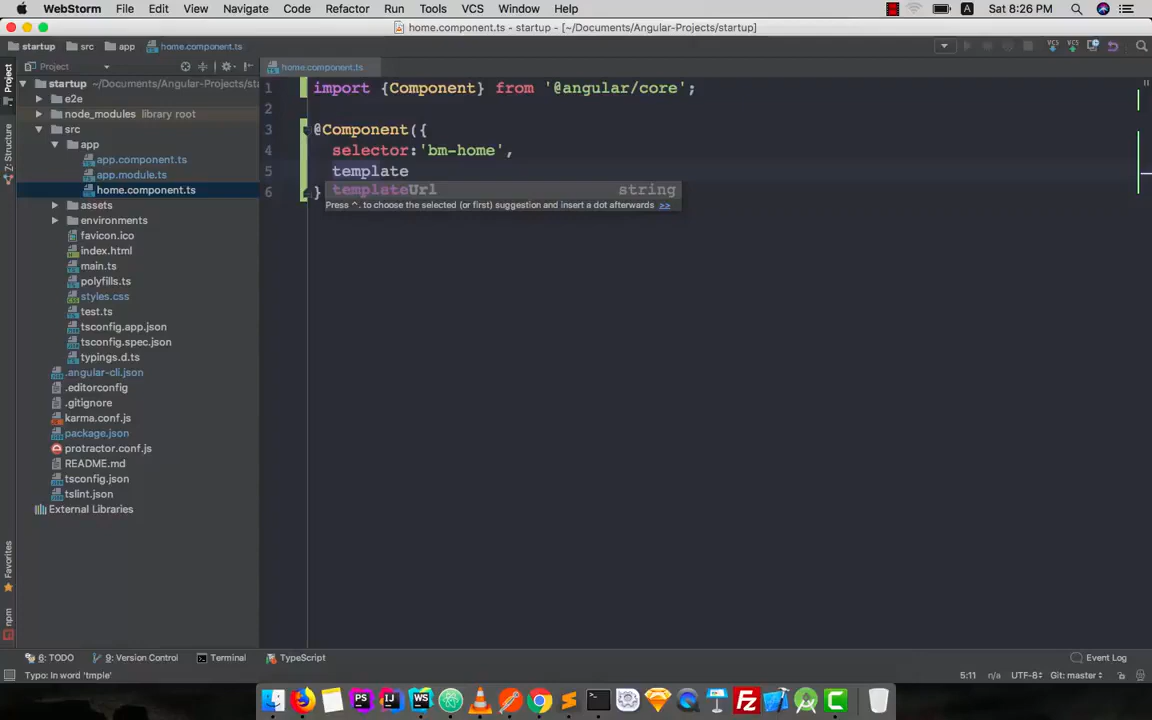 WebStorm File Edit View Navigate Code Refactor Run Tools VCS Window Help A Sat 8:26 PM
home.component.ts - startup - [~/Documents/Angular-Projects/startup]
startup src app home.component.ts
Project home.component.ts
1: Project
Z: Structure
Favorites
npm
startup ~/Documents/Angular-Projects/sta
e2e
node_modules library root
src
app
app.component.ts
app.module.ts
home.component.ts
assets
environments
favicon.ico
index.html
main.ts
polyfills.ts
styles.css
test.ts
tsconfig.app.json
tsconfig.spec.json
typings.d.ts
.angular-cli.json
.editorconfig
.gitignore
karma.conf.js
package.json
protractor.conf.js
README.md
tsconfig.json
tslint.json
External Libraries
1 import {Component} from '@angular/core';
2
3 @Component({
4 selector:'bm-home',
5 template
6 }
templateUrl string
Press ^. to choose the selected (or first) suggestion and insert a dot afterwards >>
6: TODO 9: Version Control Terminal TypeScript Event Log
Typo: In word 'tmple' 5:11 n/a UTF-8 Git: master